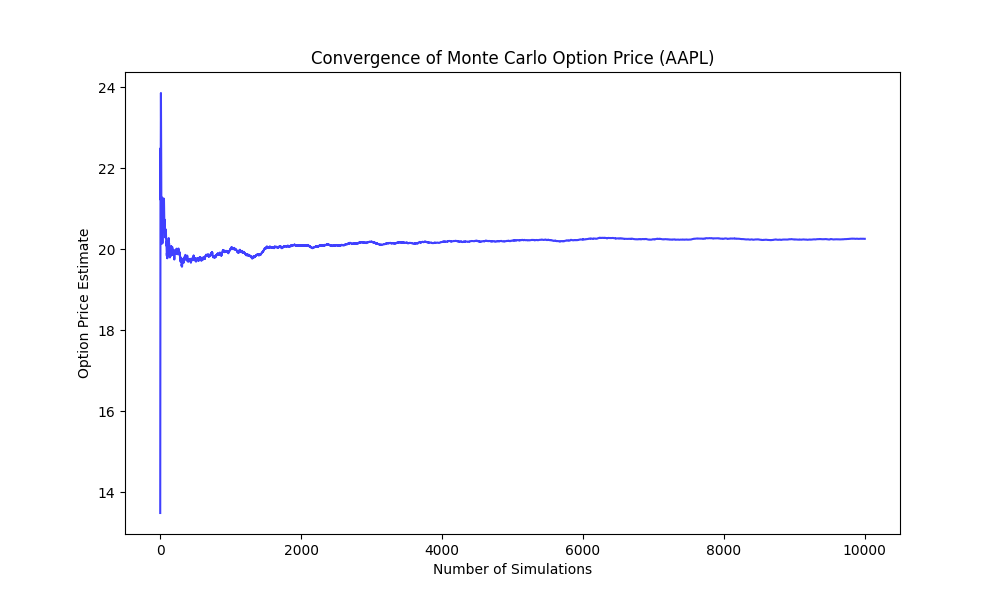 Convergence of Monte Carlo Option Price (AAPL)
Option Price Estimate
24
22
20
18
16
14
0 2000 4000 6000 8000 10000
Number of Simulations